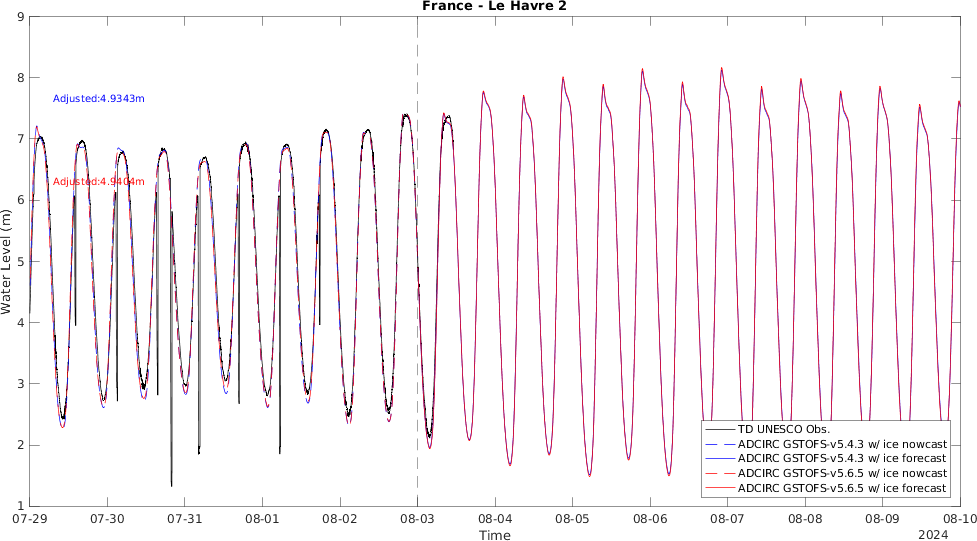 France - Le Havre 2
9
8
7
6
5
4
3
2
1
Water Level (m)
Adjusted:4.9343m
Adjusted:4.9404m
TD UNESCO Obs.
ADCIRC GSTOFS-v5.4.3 w/ ice nowcast
ADCIRC GSTOFS-v5.4.3 w/ ice forecast
ADCIRC GSTOFS-v5.6.5 w/ ice nowcast
ADCIRC GSTOFS-v5.6.5 w/ ice forecast
07-29 07-30 07-31 08-01 08-02 08-03 08-04 08-05 08-06 08-07 08-08 08-09 08-10
Time
2024